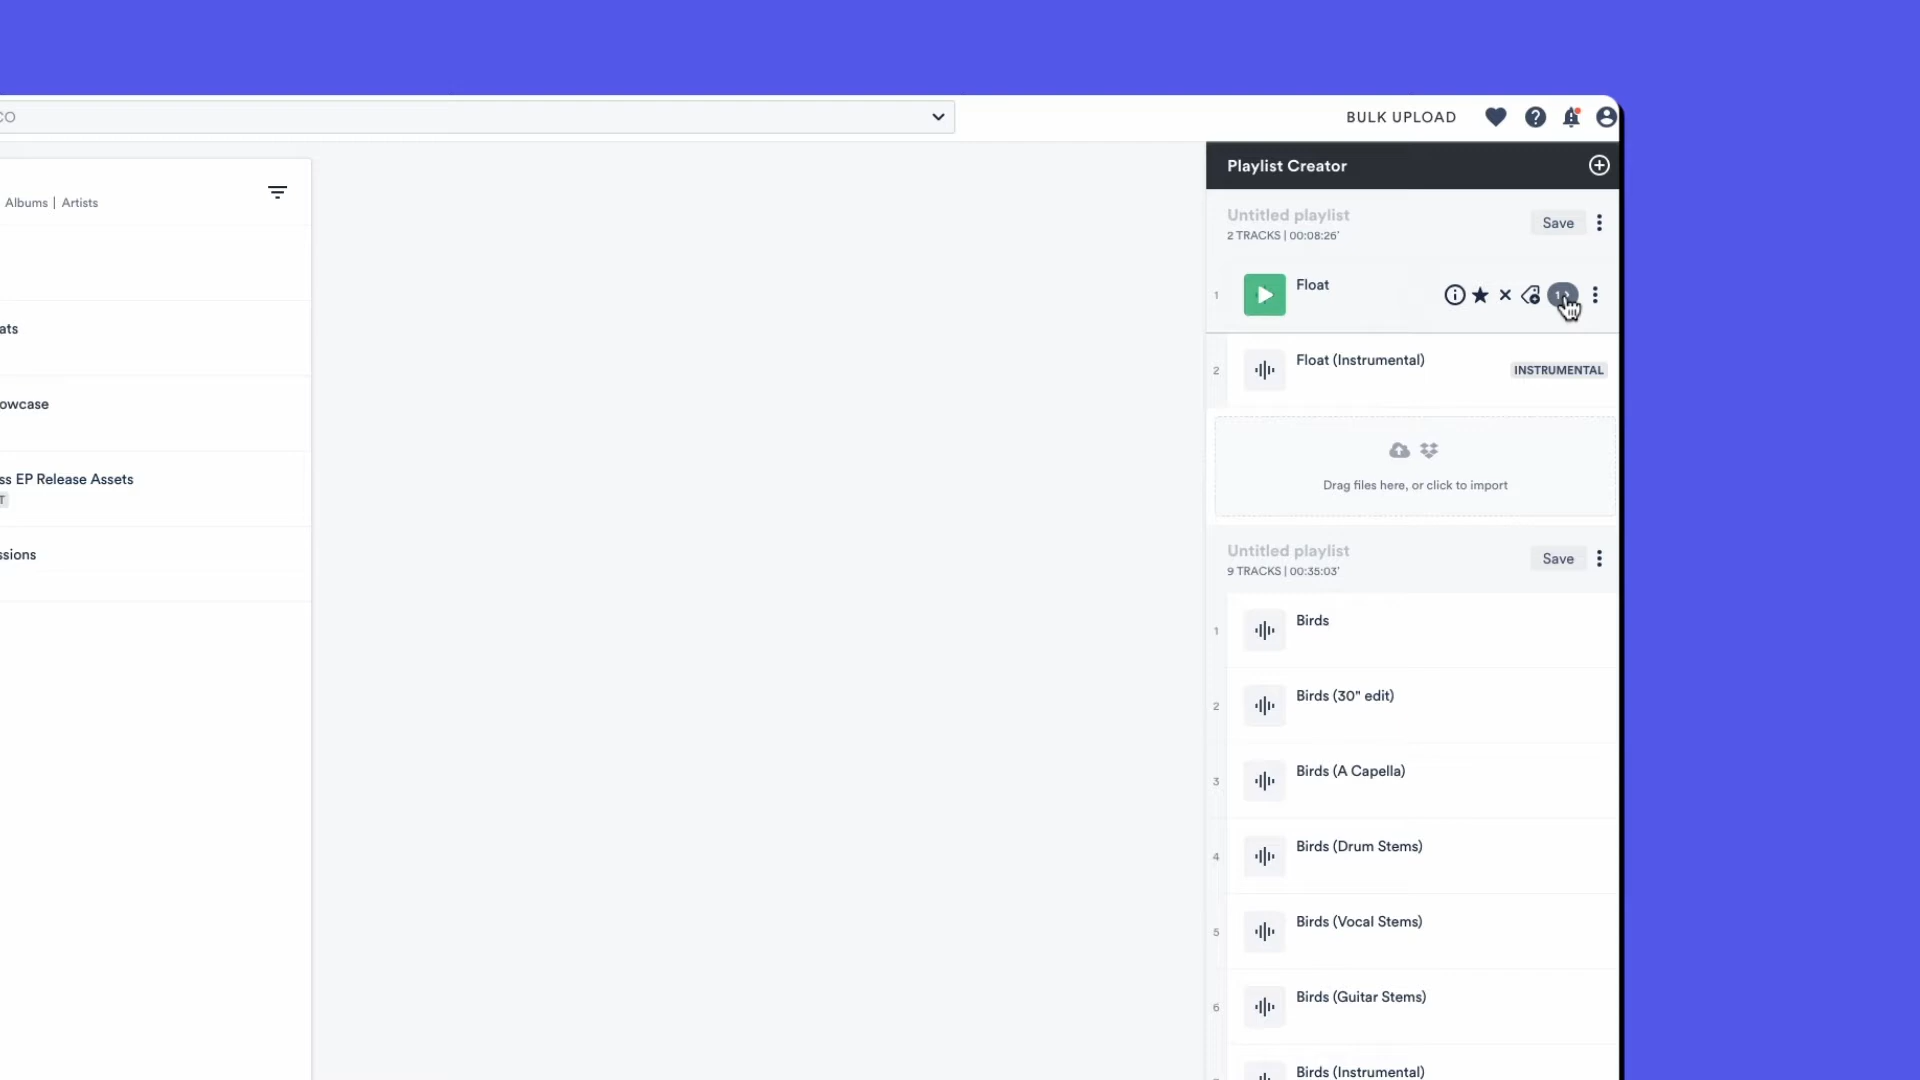 CO
BULK UPLOAD
Albums | Artists
ats
owcase
ss EP Release Assets
T
ssions
Playlist Creator
Untitled playlist
Save
2 TRACKS | 00:08:26'
1
Float
2
Float (Instrumental)
INSTRUMENTAL
Drag files here, or click to import
Untitled playlist
Save
9 TRACKS | 00:35:03'
1
Birds
2
Birds (30" edit)
3
Birds (A Capella)
4
Birds (Drum Stems)
5
Birds (Vocal Stems)
6
Birds (Guitar Stems)
Birds (Instrumental)